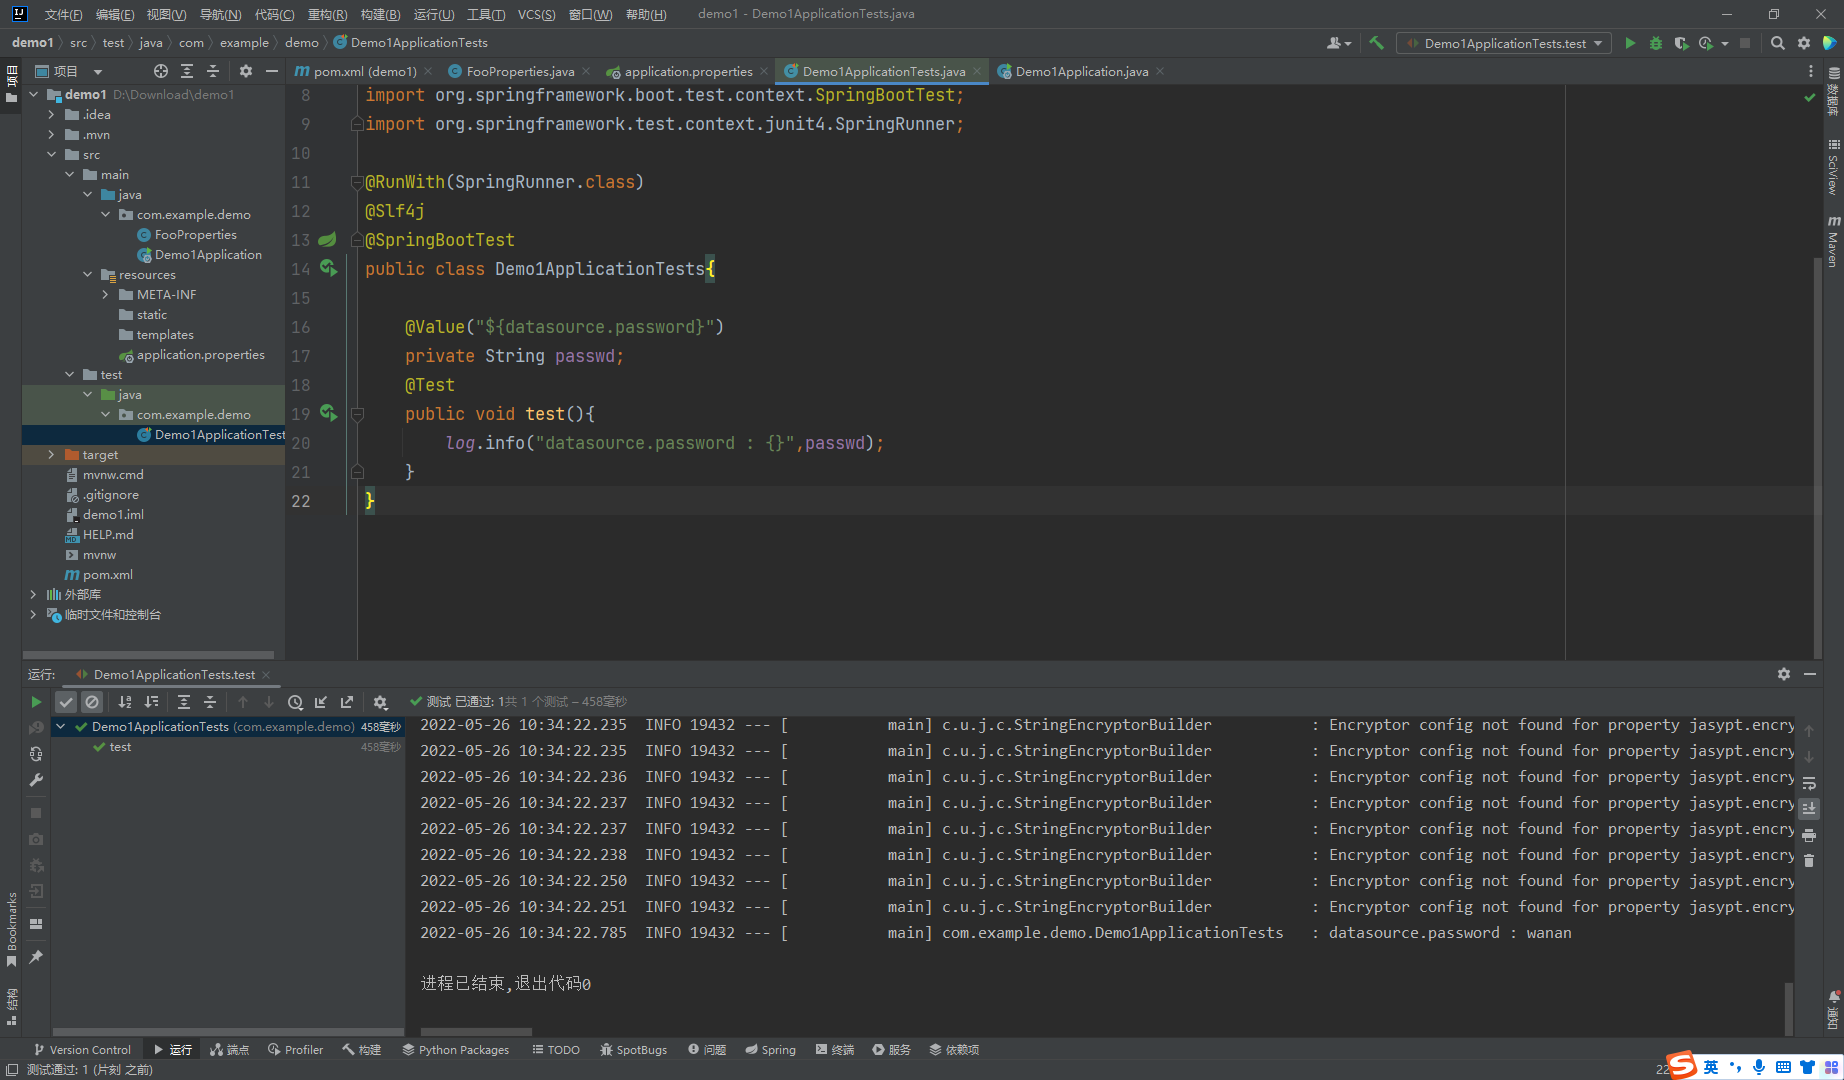 文件(F) 编辑(E) 视图(V) 导航(N) 代码(C) 重构(R) 构建(B) 运行(U) 工具(T) VCS(S) 窗口(W) 帮助(H) demo1 - Demo1ApplicationTests.java
demo1 src test java com example demo Demo1ApplicationTests
Demo1ApplicationTests.test
项目
pom.xml (demo1) FooProperties.java application.properties Demo1ApplicationTests.java Demo1Application.java
项目
demo1 D:\Download\demo1
.idea
.mvn
src
main
java
com.example.demo
FooProperties
Demo1Application
resources
META-INF
static
templates
application.properties
test
java
com.example.demo
Demo1ApplicationTest
target
mvnw.cmd
.gitignore
demo1.iml
HELP.md
mvnw
pom.xml
外部库
临时文件和控制台
8 import org.springframework.boot.test.context.SpringBootTest;
9 import org.springframework.test.context.junit4.SpringRunner;
10
11 @RunWith(SpringRunner.class)
12 @Slf4j
13 @SpringBootTest
14 public class Demo1ApplicationTests{
15
16 @Value("${datasource.password}")
17 private String passwd;
18 @Test
19 public void test(){
20 log.info("datasource.password : {}",passwd);
21 }
22 }
数据库
SciView
Maven
通知
运行: Demo1ApplicationTests.test
测试 已通过: 1共 1 个测试 – 458毫秒
Demo1ApplicationTests (com.example.demo) 458毫秒
test 458毫秒
2022-05-26 10:34:22.235 INFO 19432 --- [ main] c.u.j.c.StringEncryptorBuilder : Encryptor config not found for property jasypt.encry
2022-05-26 10:34:22.235 INFO 19432 --- [ main] c.u.j.c.StringEncryptorBuilder : Encryptor config not found for property jasypt.encry
2022-05-26 10:34:22.236 INFO 19432 --- [ main] c.u.j.c.StringEncryptorBuilder : Encryptor config not found for property jasypt.encry
2022-05-26 10:34:22.237 INFO 19432 --- [ main] c.u.j.c.StringEncryptorBuilder : Encryptor config not found for property jasypt.encry
2022-05-26 10:34:22.237 INFO 19432 --- [ main] c.u.j.c.StringEncryptorBuilder : Encryptor config not found for property jasypt.encry
2022-05-26 10:34:22.238 INFO 19432 --- [ main] c.u.j.c.StringEncryptorBuilder : Encryptor config not found for property jasypt.encry
2022-05-26 10:34:22.250 INFO 19432 --- [ main] c.u.j.c.StringEncryptorBuilder : Encryptor config not found for property jasypt.encry
2022-05-26 10:34:22.251 INFO 19432 --- [ main] c.u.j.c.StringEncryptorBuilder : Encryptor config not found for property jasypt.encry
2022-05-26 10:34:22.785 INFO 19432 --- [ main] com.example.demo.Demo1ApplicationTests : datasource.password : wanan
进程已结束,退出代码0
Bookmarks
结构
Version Control 运行 端点 Profiler 构建 Python Packages TODO SpotBugs 问题 Spring 终端 服务 依赖项
测试通过: 1 (片刻 之前)
22
英